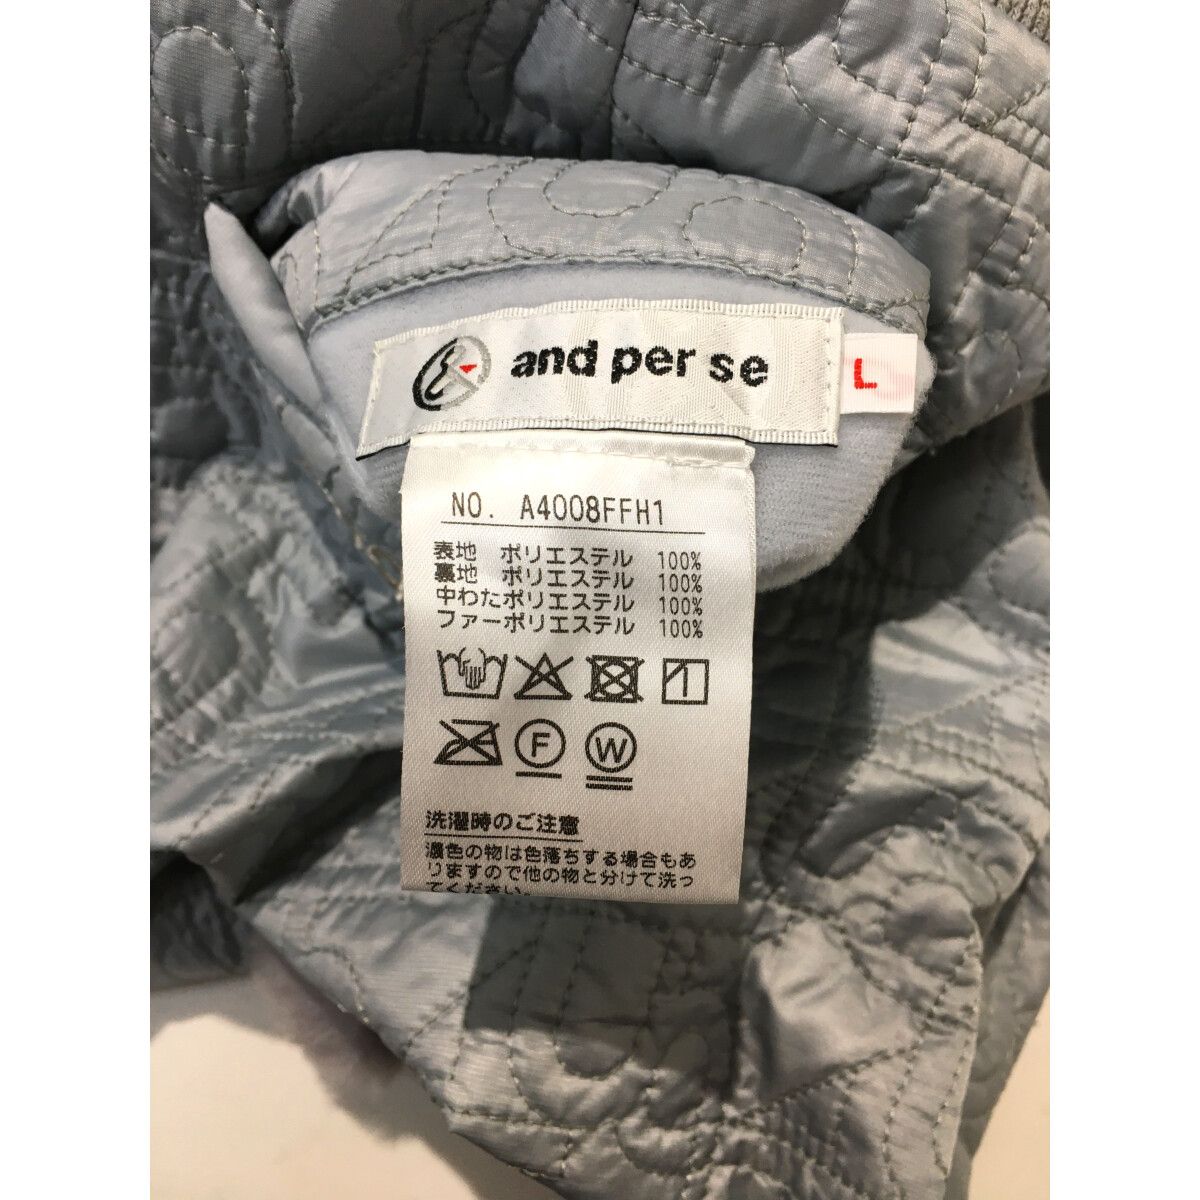 and per se
L
NO. A4008FFH1
表地 ポリエステル 100%
裏地 ポリエステル 100%
中わたポリエステル 100%
ファーポリエステル 100%
F
W
洗濯時のご注意
濃色の物は色落ちする場合もあ
りますので他の物と分けて洗っ
てください。